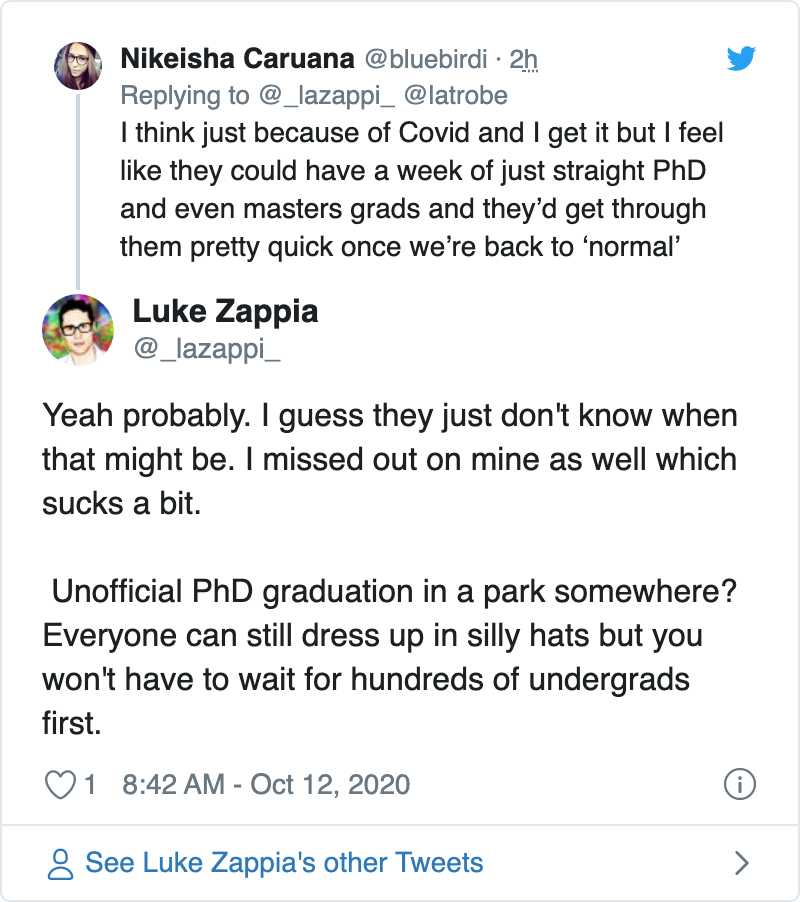 Nikeisha Caruana @bluebirdi · 2h
Replying to @_lazappi_ @latrobe
I think just because of Covid and I get it but I feel
like they could have a week of just straight PhD
and even masters grads and they’d get through
them pretty quick once we’re back to ‘normal’
Luke Zappia
@_lazappi_
Yeah probably. I guess they just don't know when
that might be. I missed out on mine as well which
sucks a bit.
Unofficial PhD graduation in a park somewhere?
Everyone can still dress up in silly hats but you
won't have to wait for hundreds of undergrads
first.
1 8:42 AM - Oct 12, 2020
See Luke Zappia's other Tweets